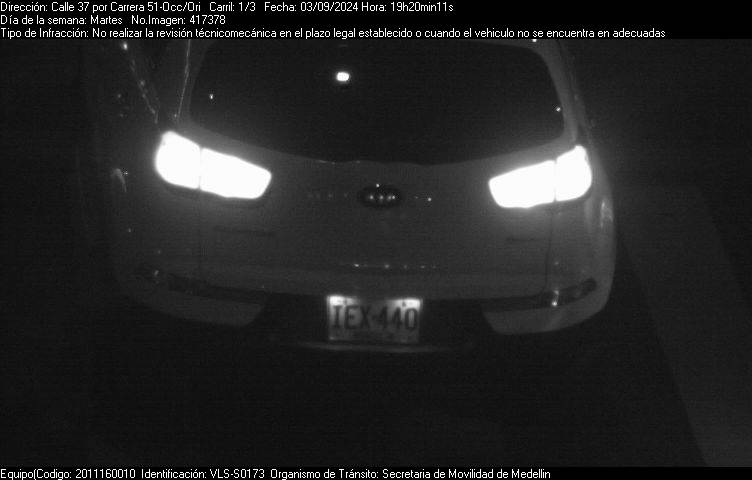 Dirección: Calle 37 por Carrera 51-Occ/Ori Carril: 1/3 Fecha: 03/09/2024 Hora: 19h20min11s
Día de la semana: Martes No.Imagen: 417378
Tipo de Infracción: No realizar la revisión técnicomecánica en el plazo legal establecido o cuando el vehiculo no se encuentra en adecuadas
KIA
IEX·440
Equipo(Codigo: 2011160010 Identificación: VLS-S0173 Organismo de Tránsito: Secretaria de Movilidad de Medellin